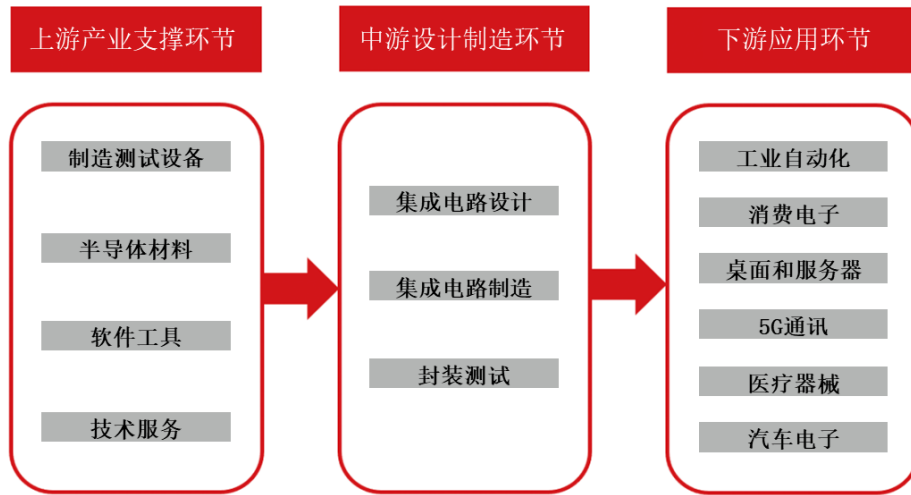 上游产业支撑环节
制造测试设备
半导体材料
软件工具
技术服务
中游设计制造环节
集成电路设计
集成电路制造
封装测试
下游应用环节
工业自动化
消费电子
桌面和服务器
5G通讯
医疗器械
汽车电子